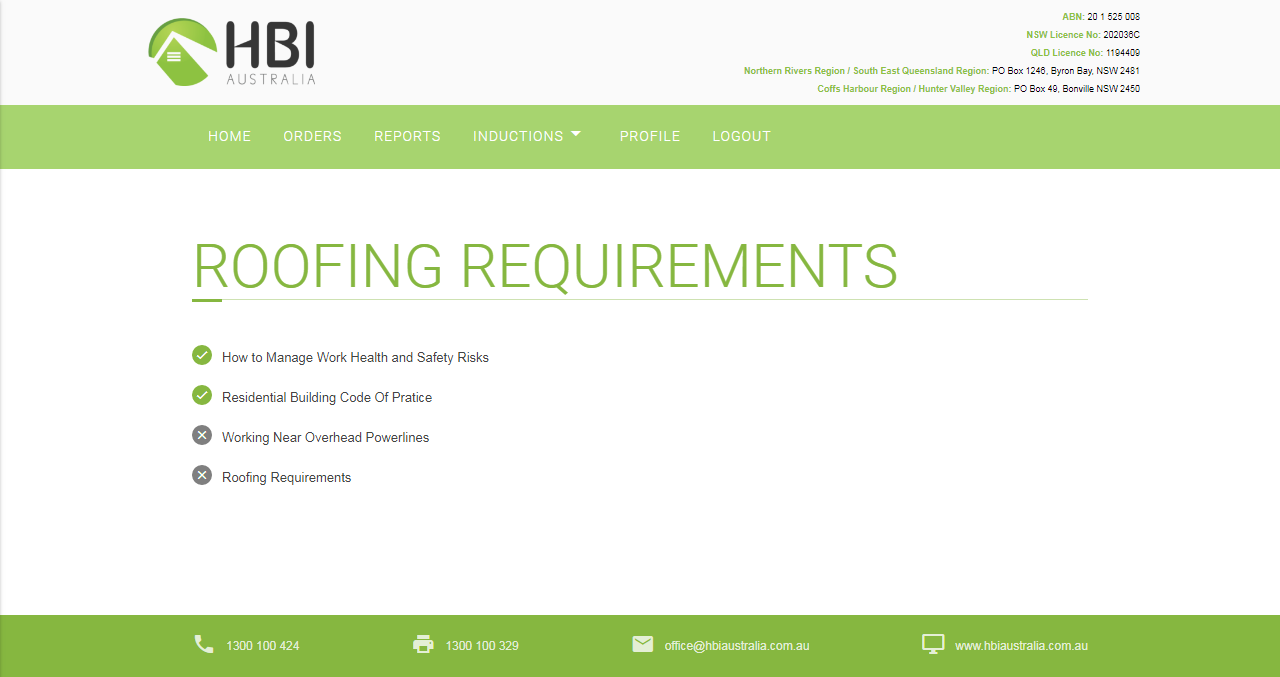 HBI
AUSTRALIA
ABN: 20 1 525 008
NSW Licence No: 202036C
QLD Licence No: 1194409
Northern Rivers Region / South East Queensland Region: PO Box 1246, Byron Bay, NSW 2481
Coffs Harbour Region / Hunter Valley Region: PO Box 49, Bonville NSW 2450
HOME ORDERS REPORTS INDUCTIONS PROFILE LOGOUT
ROOFING REQUIREMENTS
How to Manage Work Health and Safety Risks
Residential Building Code Of Pratice
Working Near Overhead Powerlines
Roofing Requirements
1300 100 424 1300 100 329 office@hbiaustralia.com.au www.hbiaustralia.com.au